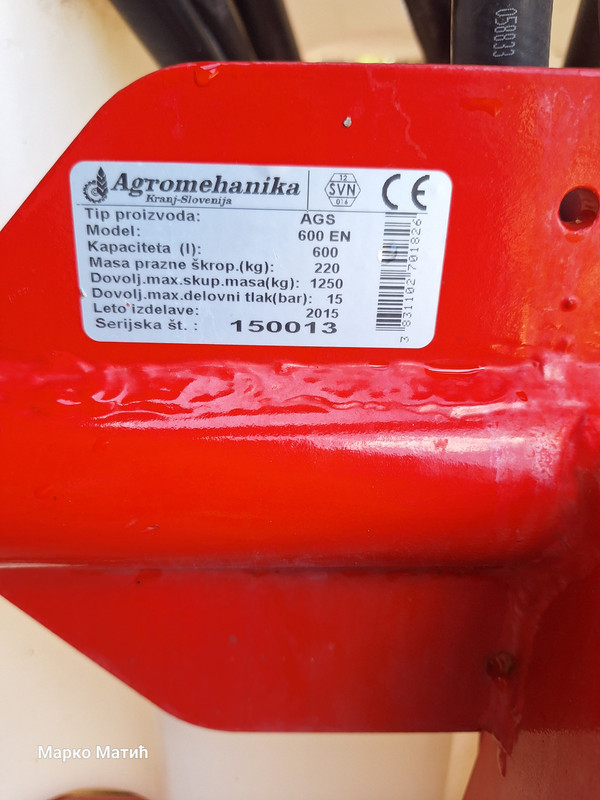 058833
Agromehanika
Kranj-Slovenija
12
SVN
016
CE
Tip proizvoda: AGS
Model: 600 EN
Kapaciteta (l): 600
Masa prazne škrop.(kg): 220
Dovolj.max.skup.masa(kg): 1250
Dovolj.max.delovni tlak(bar): 15
Leto izdelave: 2015
Serijska št. : 150013
3 831102 701826
Марко Матић